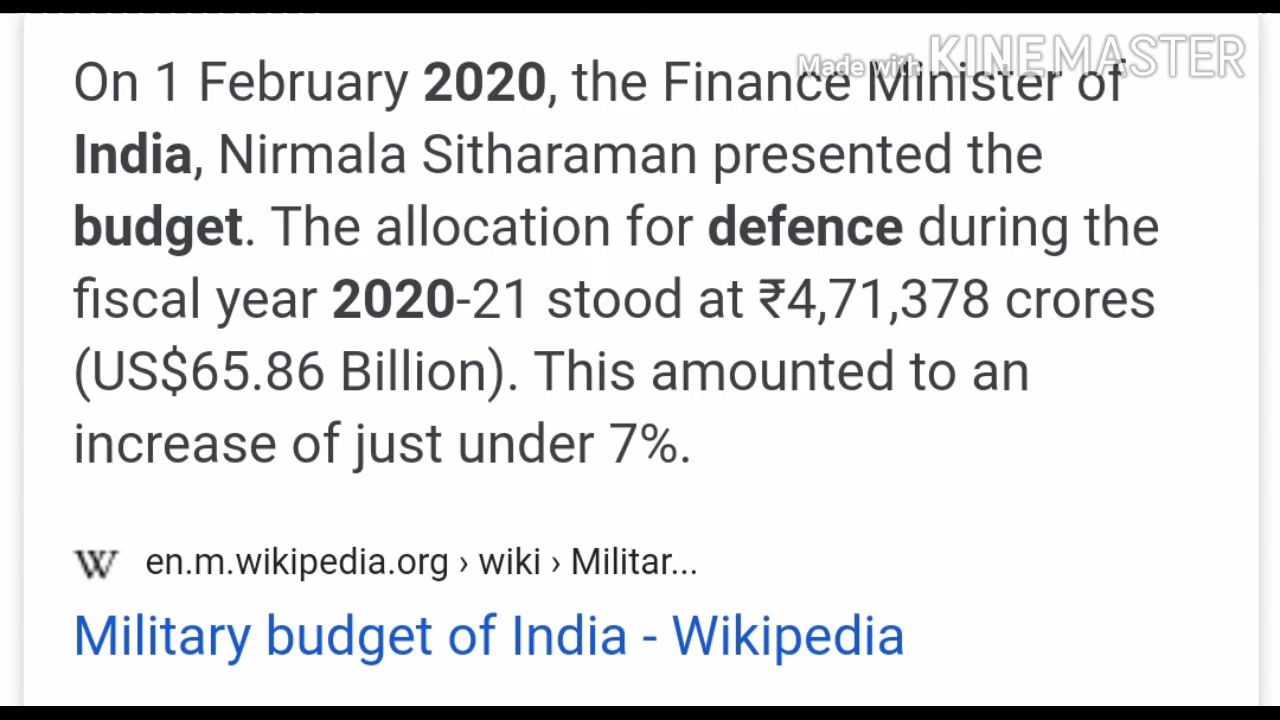 Made with KINEMASTER
On 1 February 2020, the Finance Minister of
India, Nirmala Sitharaman presented the
budget. The allocation for defence during the
fiscal year 2020-21 stood at ₹4,71,378 crores
(US$65.86 Billion). This amounted to an
increase of just under 7%.
W en.m.wikipedia.org › wiki › Militar...
Military budget of India - Wikipedia